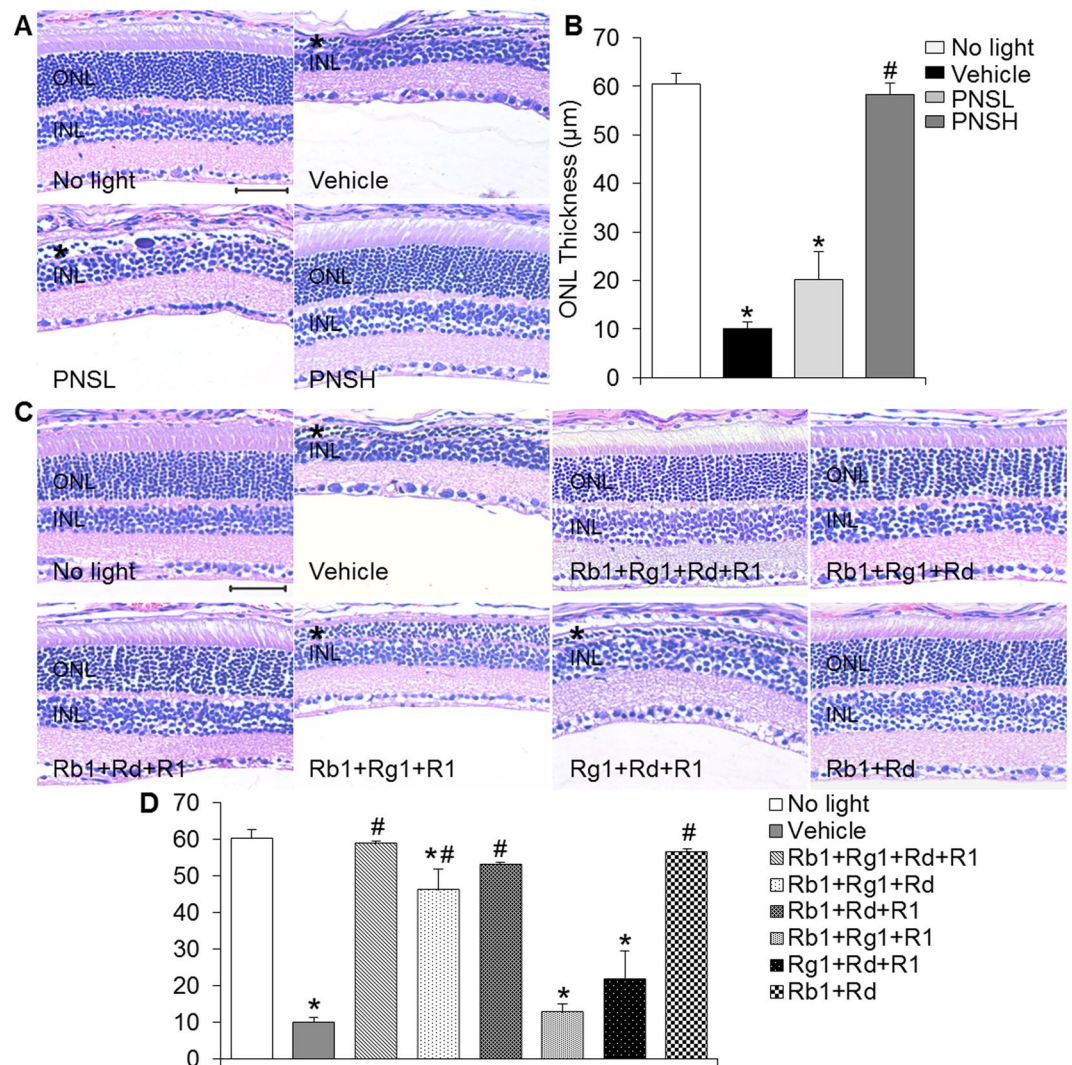 A
*
ONL
INL
INL
No light
Vehicle
*
INL
ONL
INL
PNSL
PNSH
B
ONL Thickness (µm)
70
60
50
40
30
20
10
0
*
*
#
No light
Vehicle
PNSL
PNSH
C
*
ONL
INL
INL
ONL
INL
ONL
INL
No light
Vehicle
Rb1+Rg1+Rd+R1
Rb1+Rg1+Rd
ONL
INL
*
INL
*
INL
ONL
INL
Rb1+Rd+R1
Rb1+Rg1+R1
Rg1+Rd+R1
Rb1+Rd
D
70
60
50
40
30
20
10
0
*
#
*#
#
*
*
#
No light
Vehicle
Rb1+Rg1+Rd+R1
Rb1+Rg1+Rd
Rb1+Rd+R1
Rb1+Rg1+R1
Rg1+Rd+R1
Rb1+Rd